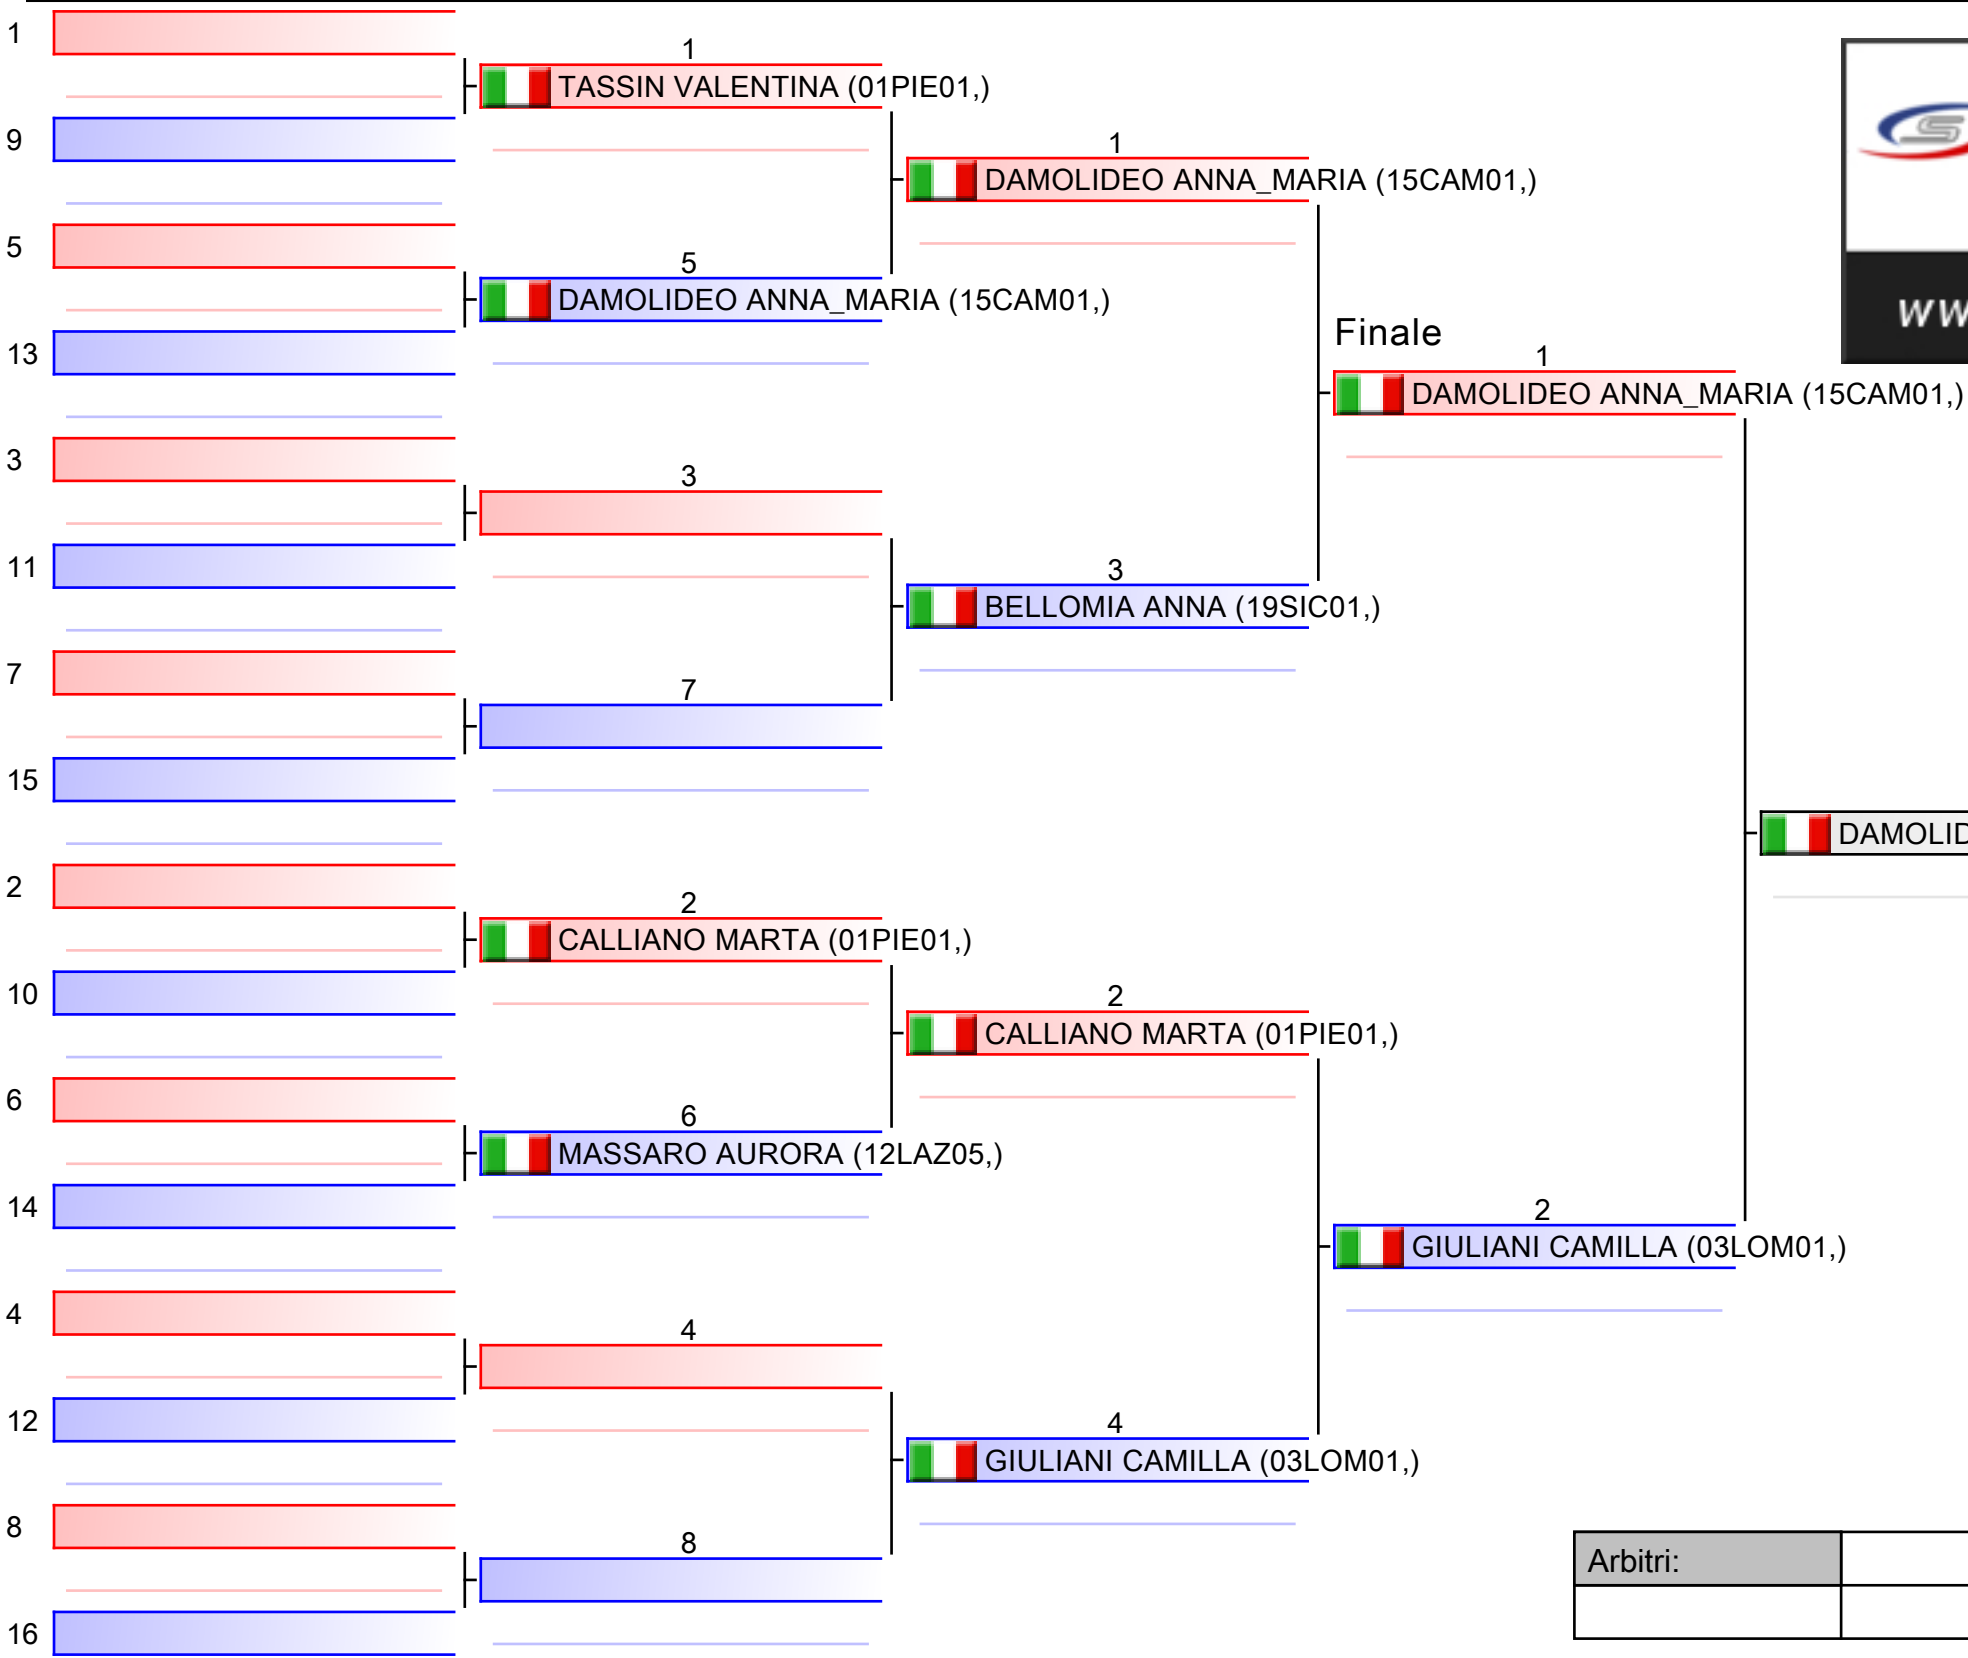 1
1
TASSIN VALENTINA (01PIE01,)
9
1
DAMOLIDEO ANNA_MARIA (15CAM01,)
5
5
DAMOLIDEO ANNA_MARIA (15CAM01,)
13
Finale
1
DAMOLIDEO ANNA_MARIA (15CAM01,)
3
3
11
3
BELLOMIA ANNA (19SIC01,)
7
7
15
DAMOLID
2
2
CALLIANO MARTA (01PIE01,)
10
2
CALLIANO MARTA (01PIE01,)
6
6
MASSARO AURORA (12LAZ05,)
14
2
GIULIANI CAMILLA (03LOM01,)
4
4
12
4
GIULIANI CAMILLA (03LOM01,)
8
8
16
Arbitri: